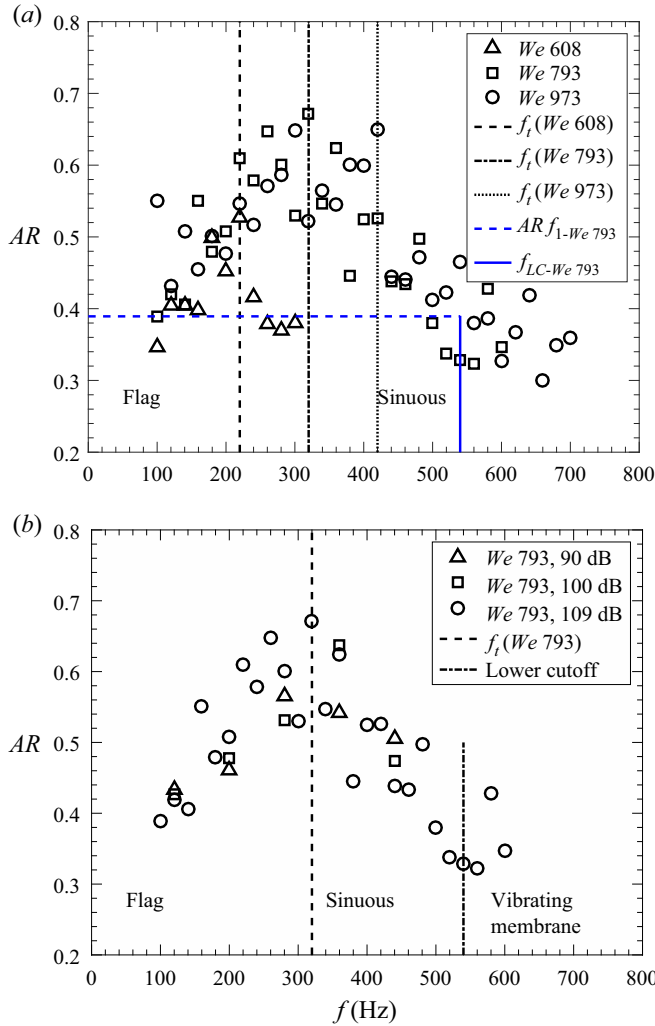 (a)
0.8
0.7
0.6
0.5
0.4
0.3
0.2
AR
We 608
We 793
We 973
f_t (We 608)
f_t (We 793)
f_t (We 973)
AR f_1-We 793
f_LC-We 793
Flag
Sinuous
0 100 200 300 400 500 600 700 800
(b)
0.8
0.7
0.6
0.5
0.4
0.3
0.2
AR
We 793, 90 dB
We 793, 100 dB
We 793, 109 dB
f_t (We 793)
Lower cutoff
Flag
Sinuous
Vibrating
membrane
0 100 200 300 400 500 600 700 800
f (Hz)